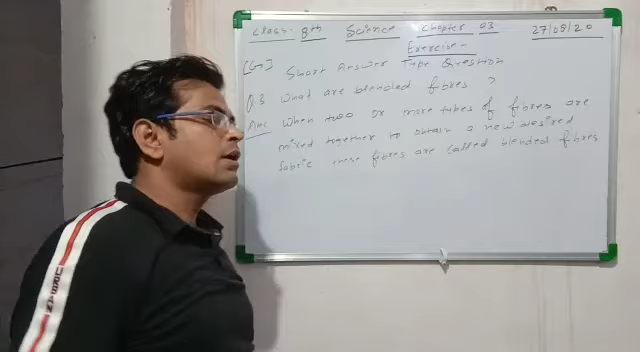 Class: 8th Science Chapter 03 27/08/20
Exercise
[G] Short Answer Type Question
Q.3 What are blended fibres ?
Ans When two or more types of fibres are
mixed together to obtain a new desired
fabric these fibres are called blended fibres
URBAN